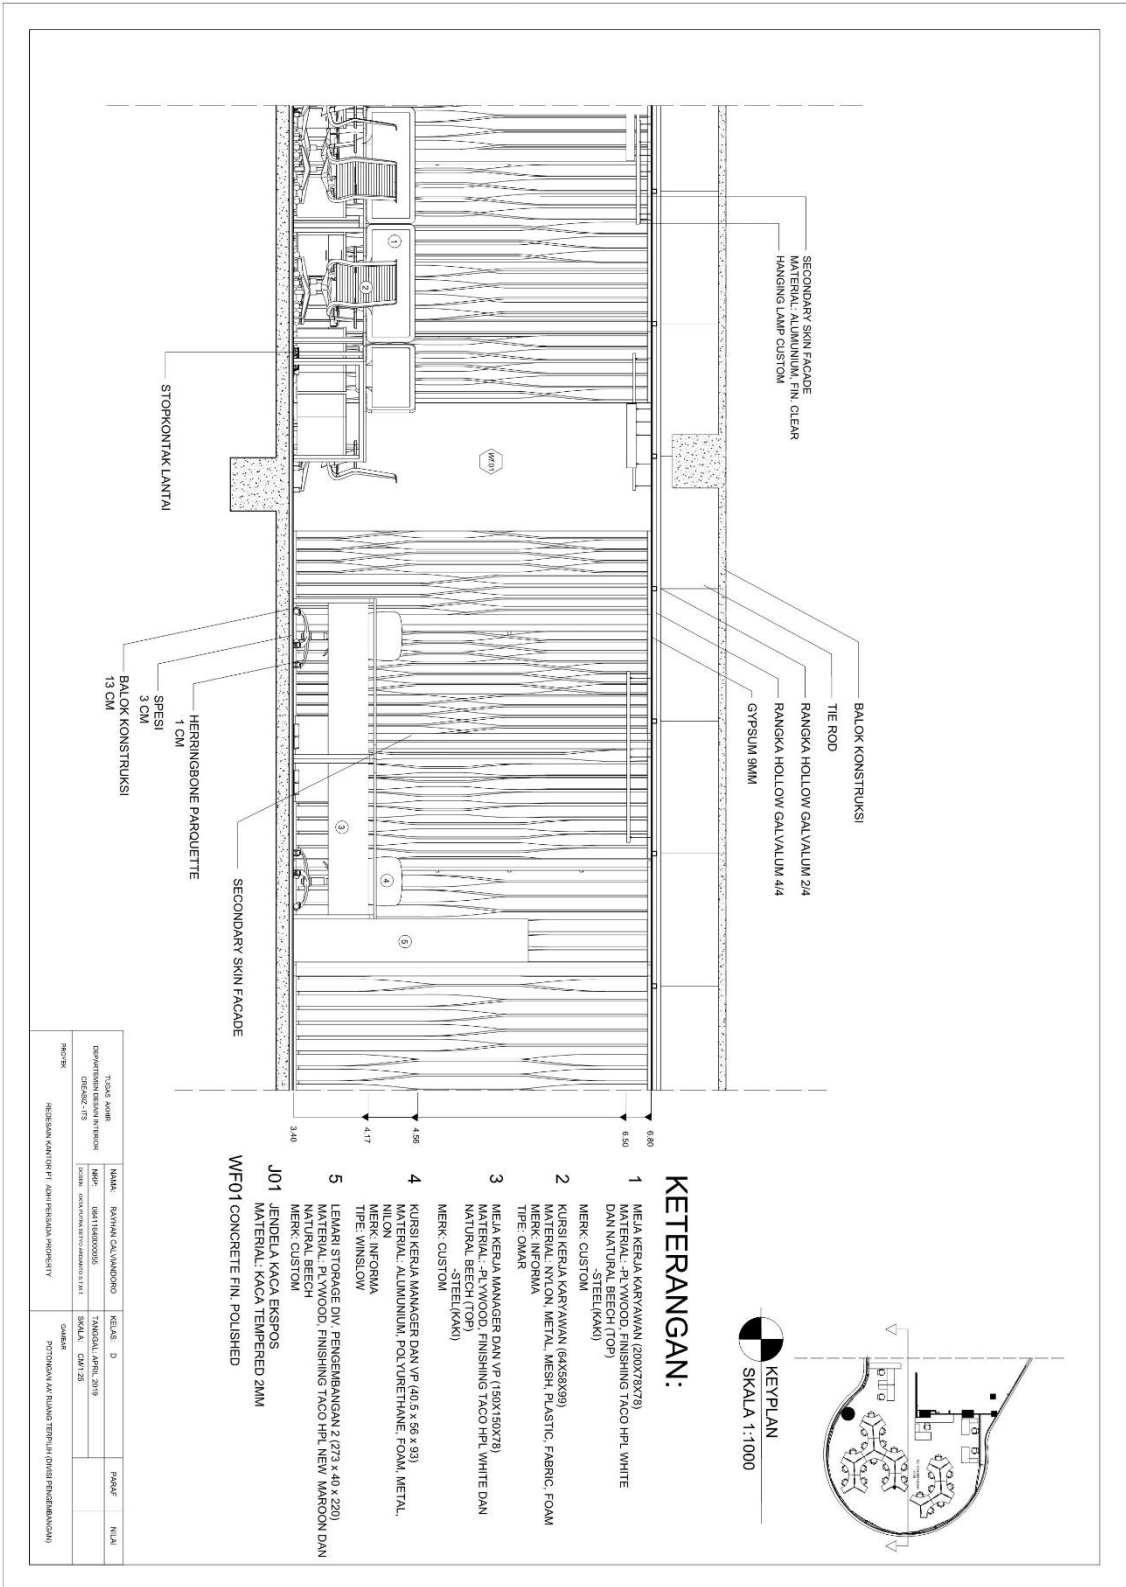 SECONDARY SKIN FACADE
MATERIAL: ALUMUNIUM, FIN. CLEAR
HANGING LAMP CUSTOM
BALOK KONSTRUKSI
TIE ROD
RANGKA HOLLOW GALVALUM 2/4
RANGKA HOLLOW GALVALUM 4/4
GYPSUM 9MM
WF01
1
2
3
4
5
STOPKONTAK LANTAI
BALOK KONSTRUKSI
13 CM
SPESI
3 CM
HERRINGBONE PARQUETTE
1 CM
SECONDARY SKIN FACADE
6.80
6.50
4.56
4.17
3.40
KEYPLAN
SKALA 1:1000
KETERANGAN:
1 MEJA KERJA KARYAWAN (200X78X78)
MATERIAL: -PLYWOOD, FINISHING TACO HPL WHITE
DAN NATURAL BEECH (TOP)
-STEEL(KAKI)
MERK: CUSTOM
2 KURSI KERJA KARYAWAN (64X58X99)
MATERIAL: NYLON, METAL, MESH, PLASTIC, FABRIC, FOAM
MERK: INFORMA
TIPE: OMAR
3 MEJA KERJA MANAGER DAN VP (150X150X78)
MATERIAL: -PLYWOOD, FINISHING TACO HPL WHITE DAN
NATURAL BEECH (TOP)
-STEEL(KAKI)
MERK: CUSTOM
4 KURSI KERJA MANAGER DAN VP (40.5 x 56 x 93)
MATERIAL: ALUMUNIUM, POLYURETHANE, FOAM, METAL,
NILON
MERK: INFORMA
TIPE: WINSLOW
5 LEMARI STORAGE DIV. PENGEMBANGAN 2 (273 x 40 x 220)
MATERIAL: PLYWOOD, FINISHING TACO HPL NEW MAROON DAN
NATURAL BEECH
MERK: CUSTOM
J01 JENDELA KACA EKSPOS
MATERIAL: KACA TEMPERED 2MM
WF01 CONCRETE FIN. POLISHED
TUGAS AKHIR
DEPARTEMEN DESAIN INTERIOR
CREABIZ - ITS
NAMA: RAYHAN CALVIANDORO
NRP: 08411640000055
KELAS: D
TANGGAL: APRIL 2019
SKALA: CM/1:25
PARAF
NILAI
PROYEK
REDESAIN KANTOR PT. ADHI PERSADA PROPERTY
GAMBAR
POTONGAN AA' RUANG TERPILIH (DIVISI PENGEMBANGAN)